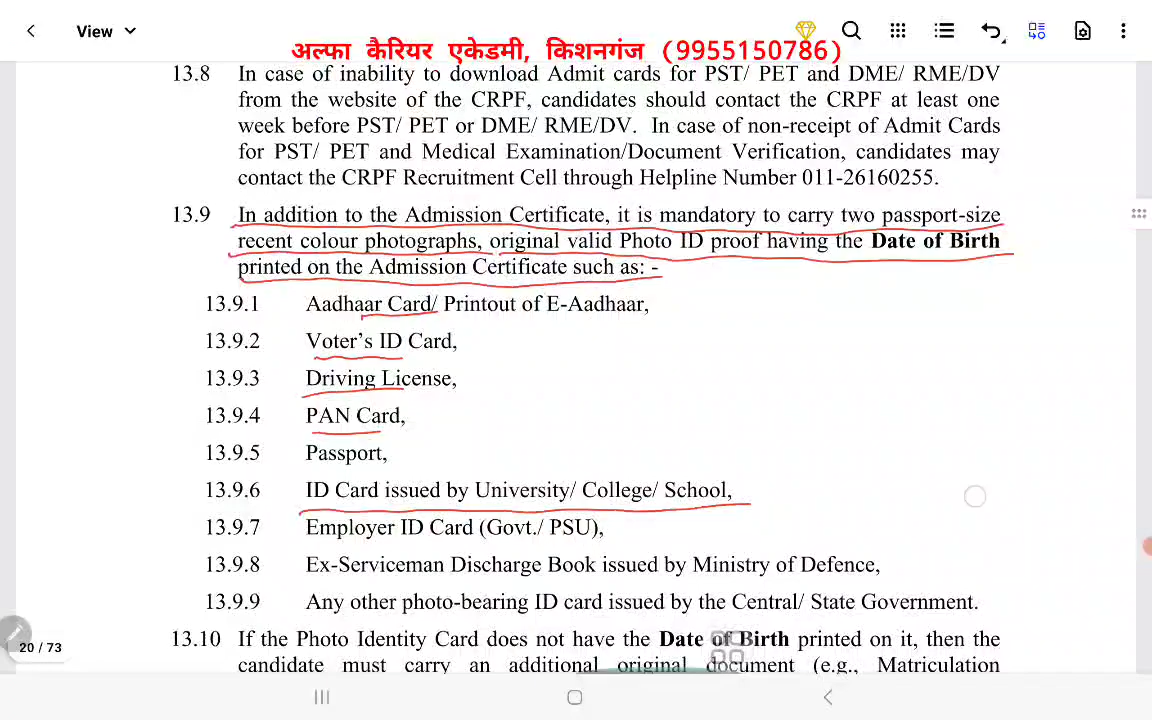 View
अल्फा कैरियर एकेडमी, किशनगंज (9955150786)
13.8 In case of inability to download Admit cards for PST/ PET and DME/ RME/DV
from the website of the CRPF, candidates should contact the CRPF at least one
week before PST/ PET or DME/ RME/DV. In case of non-receipt of Admit Cards
for PST/ PET and Medical Examination/Document Verification, candidates may
contact the CRPF Recruitment Cell through Helpline Number 011-26160255.
13.9 In addition to the Admission Certificate, it is mandatory to carry two passport-size
recent colour photographs, original valid Photo ID proof having the Date of Birth
printed on the Admission Certificate such as: -
13.9.1 Aadhaar Card/ Printout of E-Aadhaar,
13.9.2 Voter's ID Card,
13.9.3 Driving License,
13.9.4 PAN Card,
13.9.5 Passport,
13.9.6 ID Card issued by University/ College/ School,
13.9.7 Employer ID Card (Govt./ PSU),
13.9.8 Ex-Serviceman Discharge Book issued by Ministry of Defence,
13.9.9 Any other photo-bearing ID card issued by the Central/ State Government.
13.10 If the Photo Identity Card does not have the Date of Birth printed on it, then the
candidate must carry an additional original document (e.g., Matriculation
20 / 73